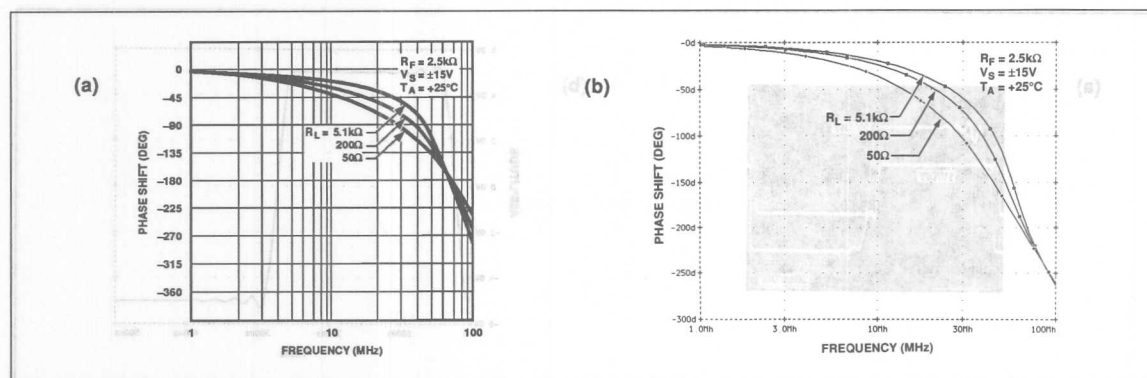 (a)
PHASE SHIFT (DEG)
0
–45
–90
–135
–180
–225
–270
–315
–360
R_F = 2.5kΩ
V_S = ±15V
T_A = +25°C
R_L = 5.1kΩ
200Ω
50Ω
1
10
100
FREQUENCY (MHz)
(b)
PHASE SHIFT (DEG)
-0d
-50d
-100d
-150d
-200d
-250d
-300d
R_F = 2.5kΩ
V_S = ±15V
T_A = +25°C
R_L = 5.1kΩ
200Ω
50Ω
1.0Mh
3.0Mh
10Mh
30Mh
100Mh
FREQUENCY (MHz)